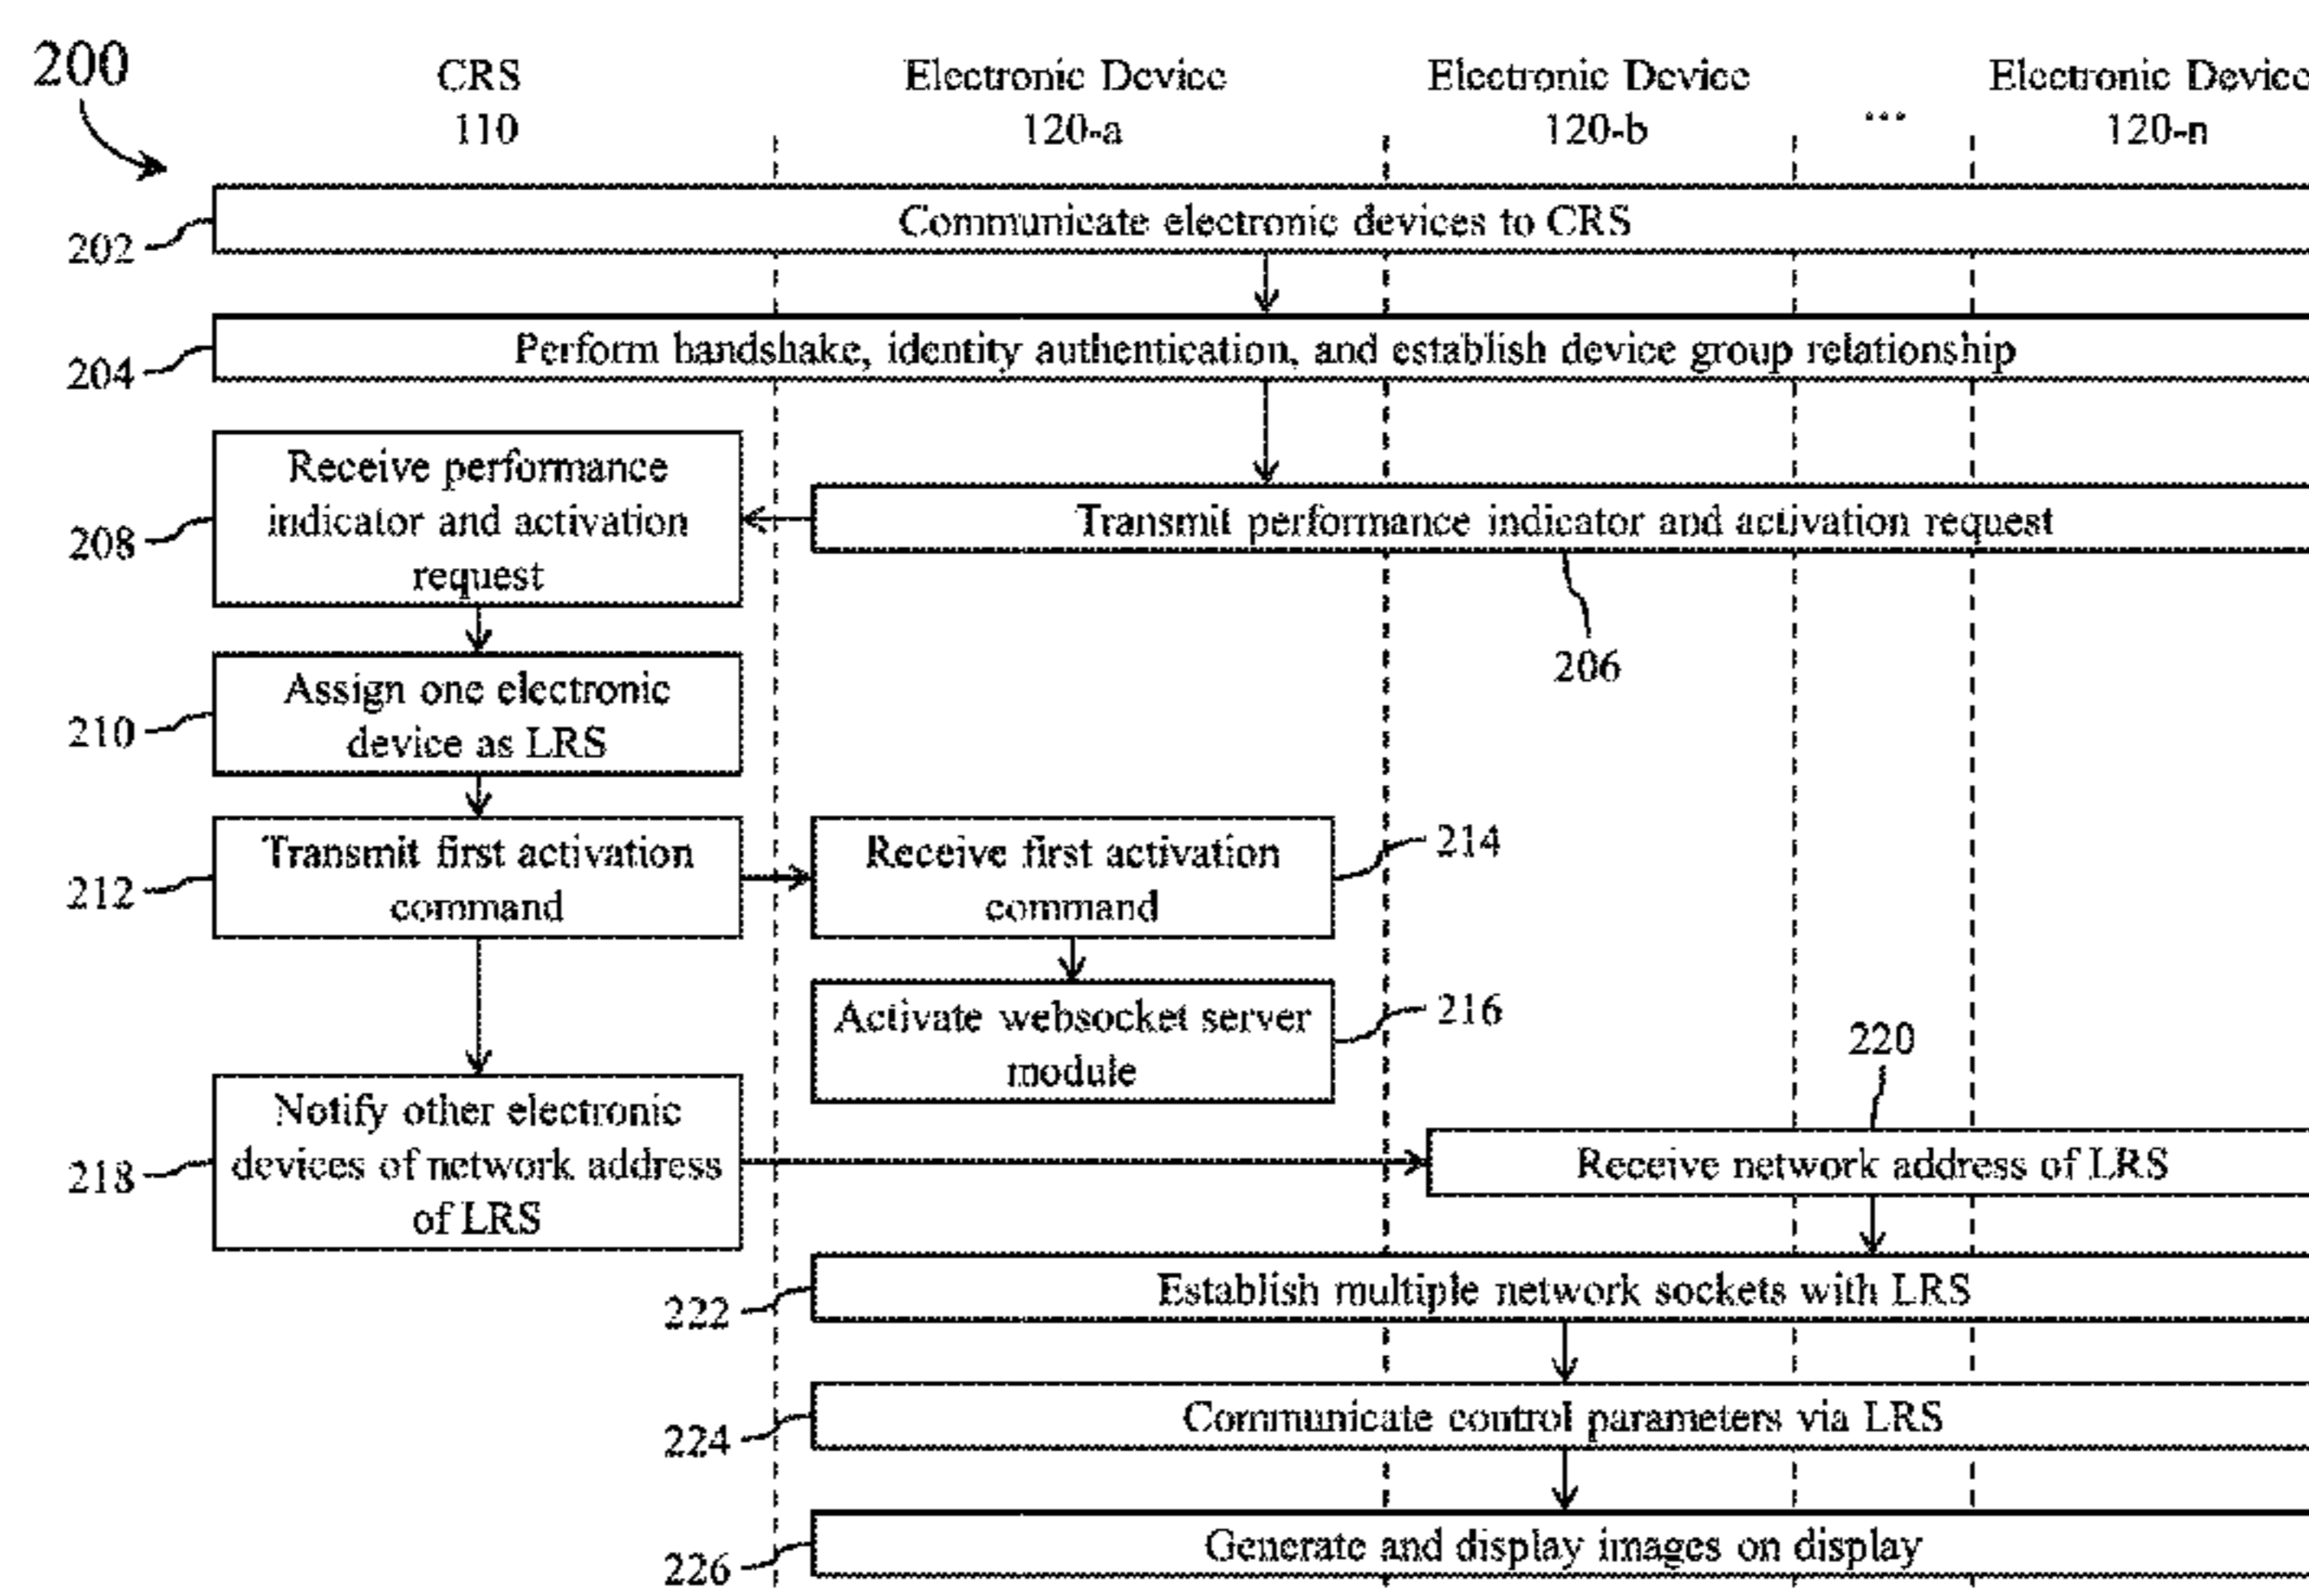 200
CRS
110
Electronic Device
120-a
Electronic Device
120-b
...
Electronic Device
120-n
Communicate electronic devices to CRS
202
Perform handshake, identity authentication, and establish device group relationship
204
Receive performance
indicator and activation
request
208
Transmit performance indicator and activation request
206
Assign one electronic
device as LRS
210
Transmit first activation
command
212
Receive first activation
command
214
Activate websocket server
module
216
220
Notify other electronic
devices of network address
of LRS
218
Receive network address of LRS
Establish multiple network sockets with LRS
222
Communicate control parameters via LRS
224
Generate and display images on display
226